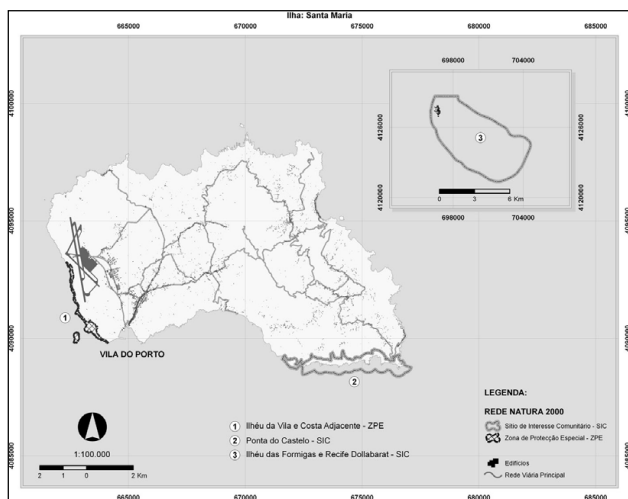 Ilha: Santa Maria
665000
670000
675000
680000
685000
698000
704000
4100000
4126000
4120000
3
0
3
6 Km
698000
704000
4095000
4090000
1
VILA DO PORTO
2
4085000
1:100.000
2
1
0
2 Km
1 Ilhéu da Vila e Costa Adjacente - ZPE
2 Ponta do Castelo - SIC
3 Ilhéu das Formigas e Recife Dollabarat - SIC
LEGENDA:
REDE NATURA 2000
Sítio de Interesse Comunitário - SIC
Zona de Protecção Especial - ZPE
Edifícios
Rede Viária Principal
4100000
4095000
4090000
4085000
665000
670000
675000
680000
685000